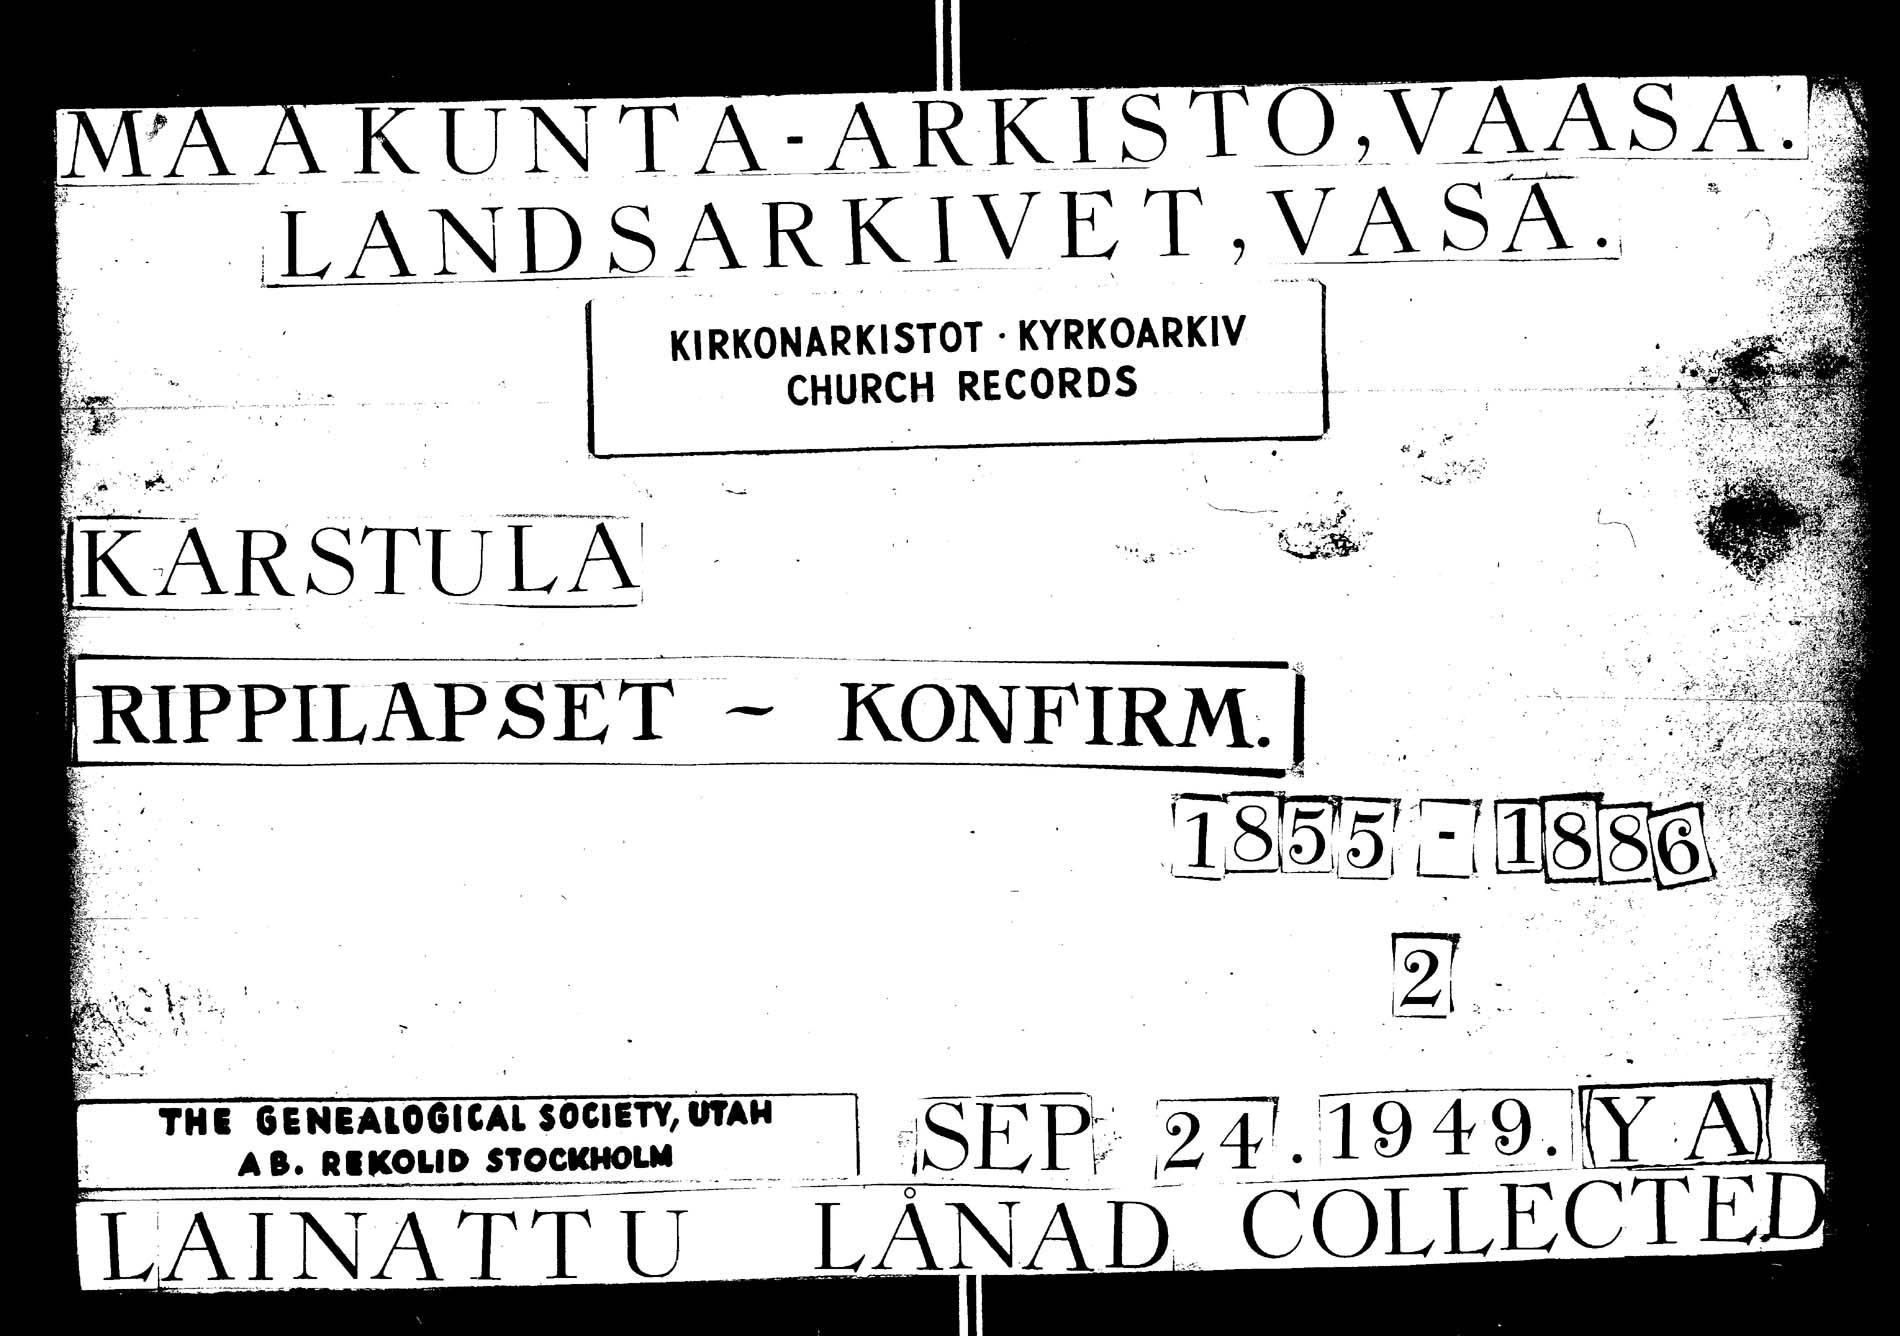 MAAKUNTA-ARKISTO, VAASA.
LANDSARKIVET, VASA.
KIRKONARKISTOT · KYRKOARKIV
CHURCH RECORDS
KARSTULA
RIPPILAPSET - KONFIRM.
1855 - 1886
2
THE GENEALOGICAL SOCIETY, UTAH
AB. REKOLID STOCKHOLM
SEP 24. 1949. YA
LAINATTU LÅNAD COLLECTED